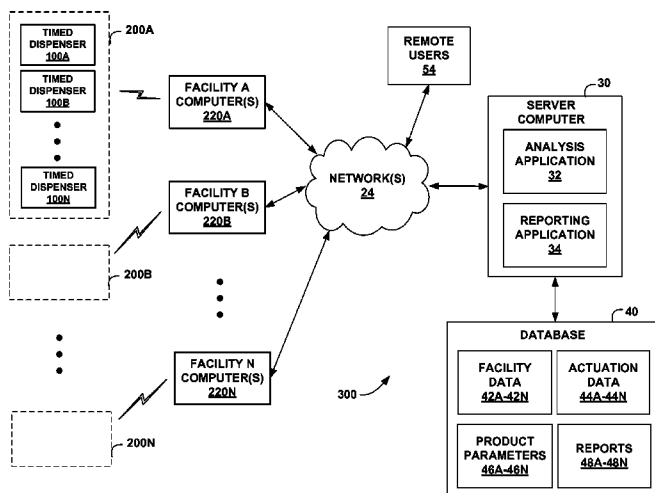 200A
TIMED
DISPENSER
100A
TIMED
DISPENSER
100B
TIMED
DISPENSER
100N
200B
200N
FACILITY A
COMPUTER(S)
220A
FACILITY B
COMPUTER(S)
220B
FACILITY N
COMPUTER(S)
220N
REMOTE
USERS
54
NETWORK(S)
24
300
30
SERVER
COMPUTER
ANALYSIS
APPLICATION
32
REPORTING
APPLICATION
34
40
DATABASE
FACILITY
DATA
42A-42N
ACTUATION
DATA
44A-44N
PRODUCT
PARAMETERS
46A-46N
REPORTS
48A-48N